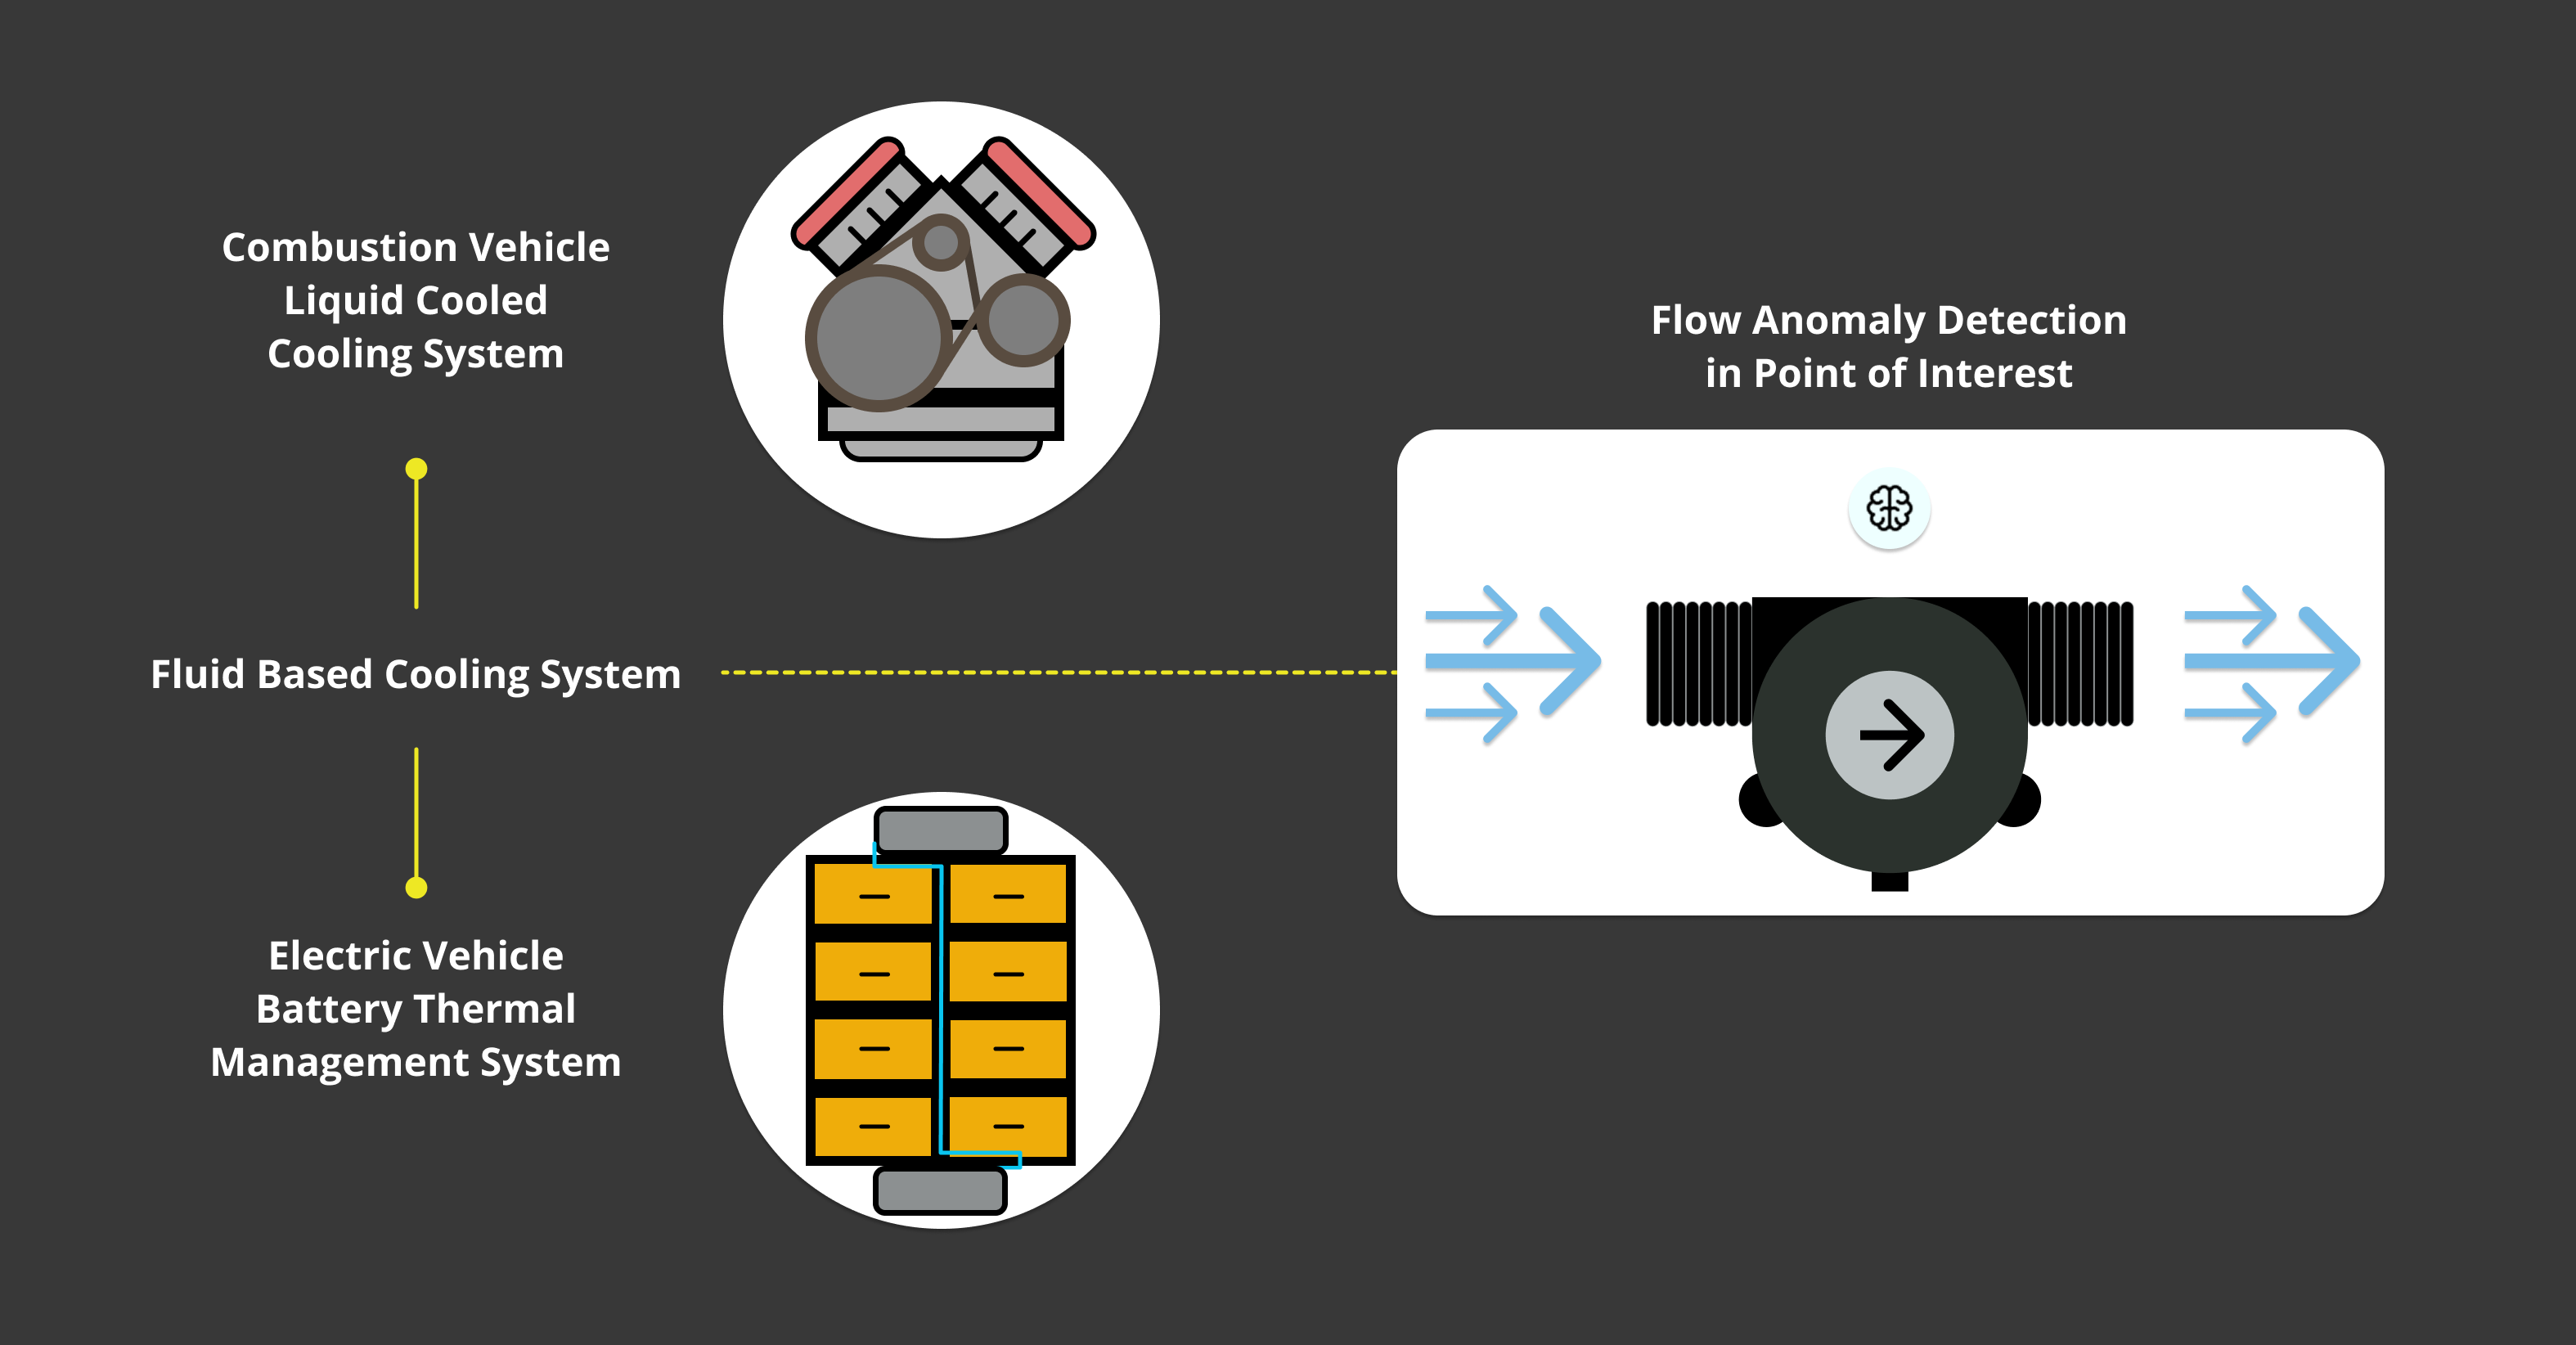 Combustion Vehicle
Liquid Cooled
Cooling System
Fluid Based Cooling System
Electric Vehicle
Battery Thermal
Management System
Flow Anomaly Detection
in Point of Interest